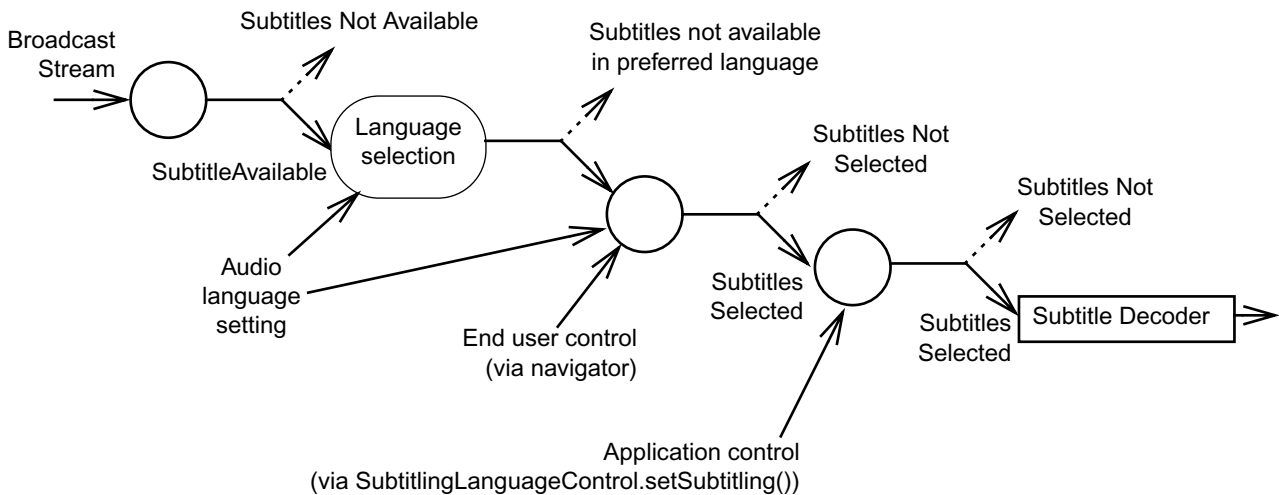 Subtitles Not Available
Broadcast
Stream
Subtitles not available
in preferred language
Language
selection
SubtitleAvailable
Subtitles Not
Selected
Subtitles Not
Selected
Audio
language
setting
Subtitles
Selected
End user control
(via navigator)
Subtitles
Selected
Subtitle Decoder
Application control
(via SubtitlingLanguageControl.setSubtitling())